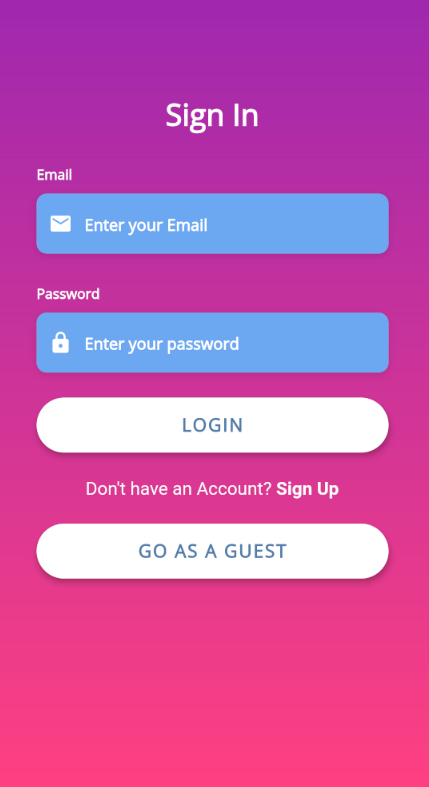 Sign In
Email
Enter your Email
Password
Enter your password
LOGIN
Don't have an Account? Sign Up
GO AS A GUEST